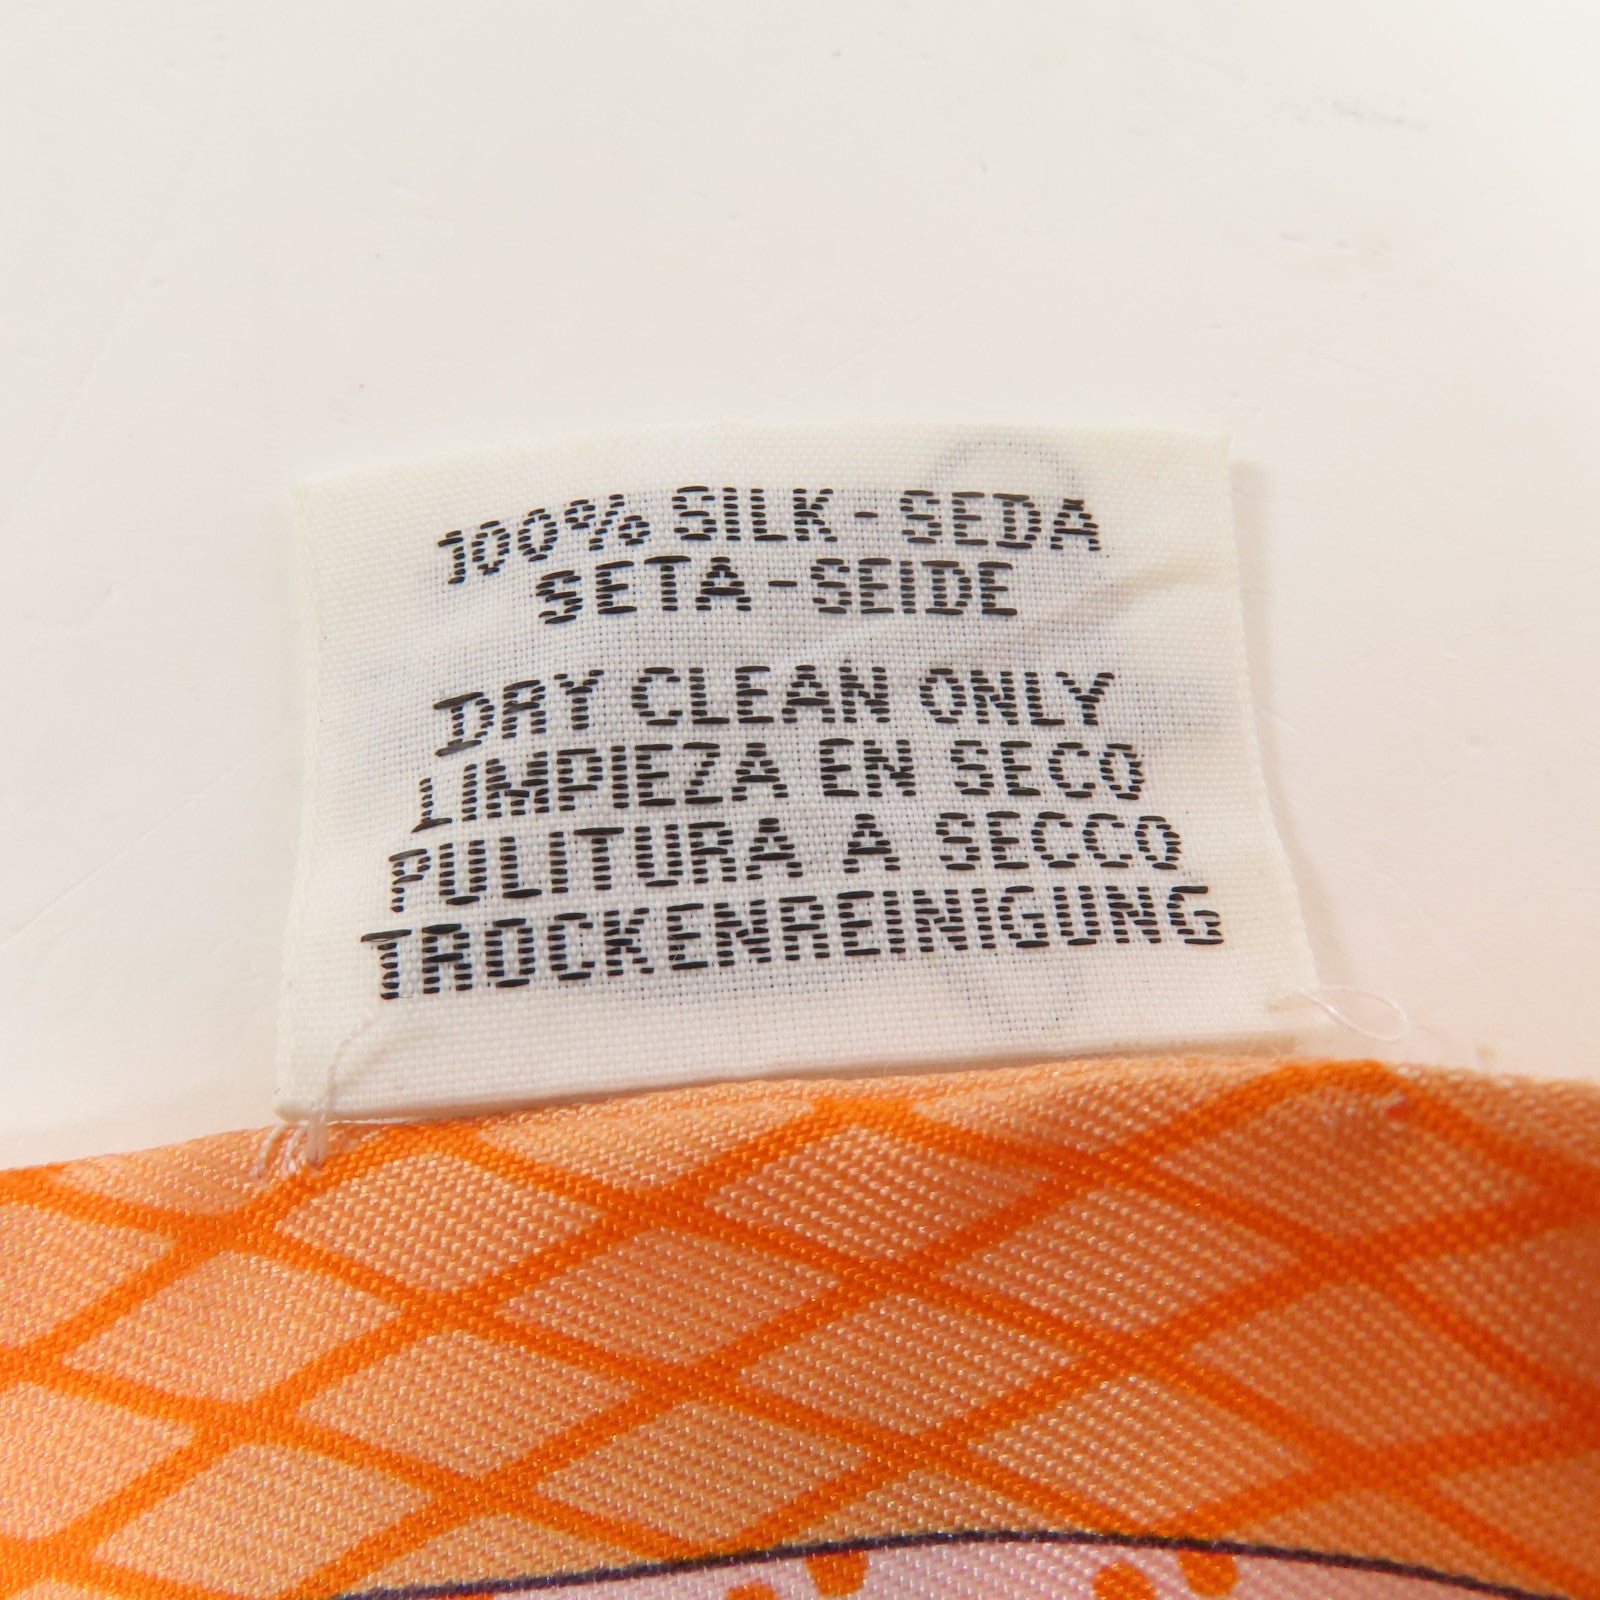 100% SILK-SEDA
SETA-SEIDE
DRY CLEAN ONLY
LIMPIEZA EN SECO
PULITURA A SECCO
TROCKENREINIGUNG